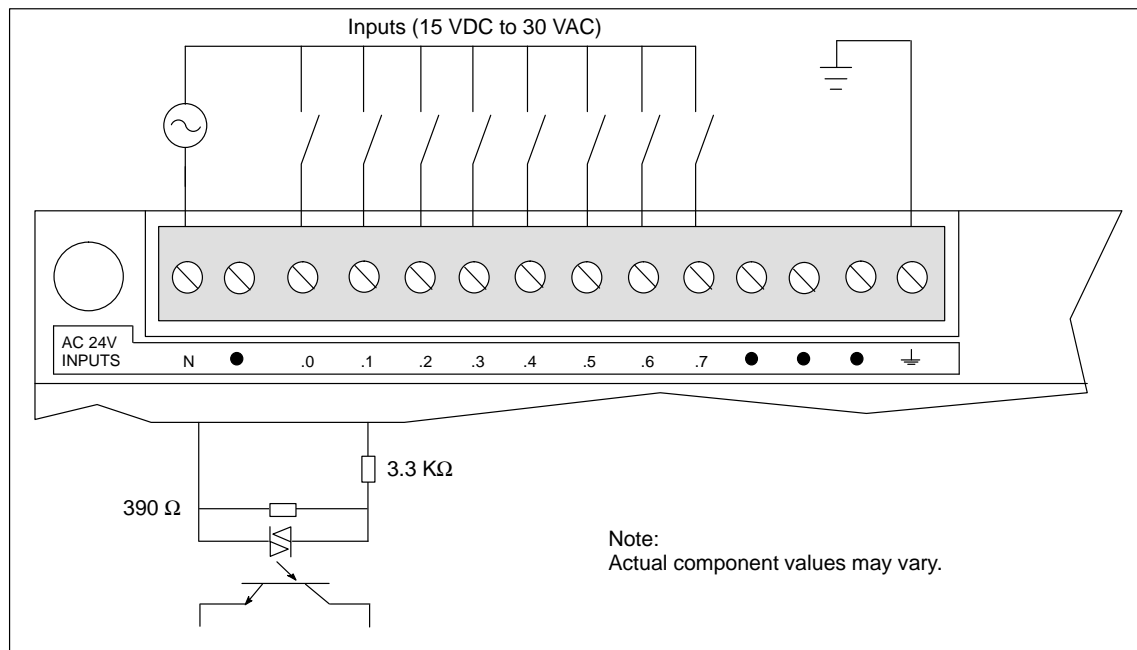 Inputs (15 VDC to 30 VAC)
AC 24V
INPUTS
N ● .0 .1 .2 .3 .4 .5 .6 .7 ● ● ●
3.3 KΩ
390 Ω
Note:
Actual component values may vary.